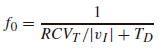 f₀ = 1 / (RCV_T/|v_I| + T_D)